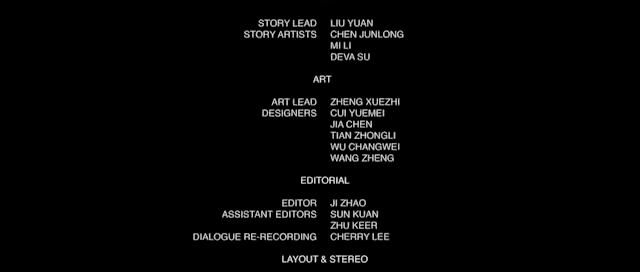 STORY LEAD LIU YUAN
STORY ARTISTS CHEN JUNLONG
MI LI
DEVA SU
ART
ART LEAD ZHENG XUEZHI
DESIGNERS CUI YUEMEI
JIA CHEN
TIAN ZHONGLI
WU CHANGWEI
WANG ZHENG
EDITORIAL
EDITOR JI ZHAO
ASSISTANT EDITORS SUN KUAN
ZHU KEER
DIALOGUE RE-RECORDING CHERRY LEE
LAYOUT & STEREO